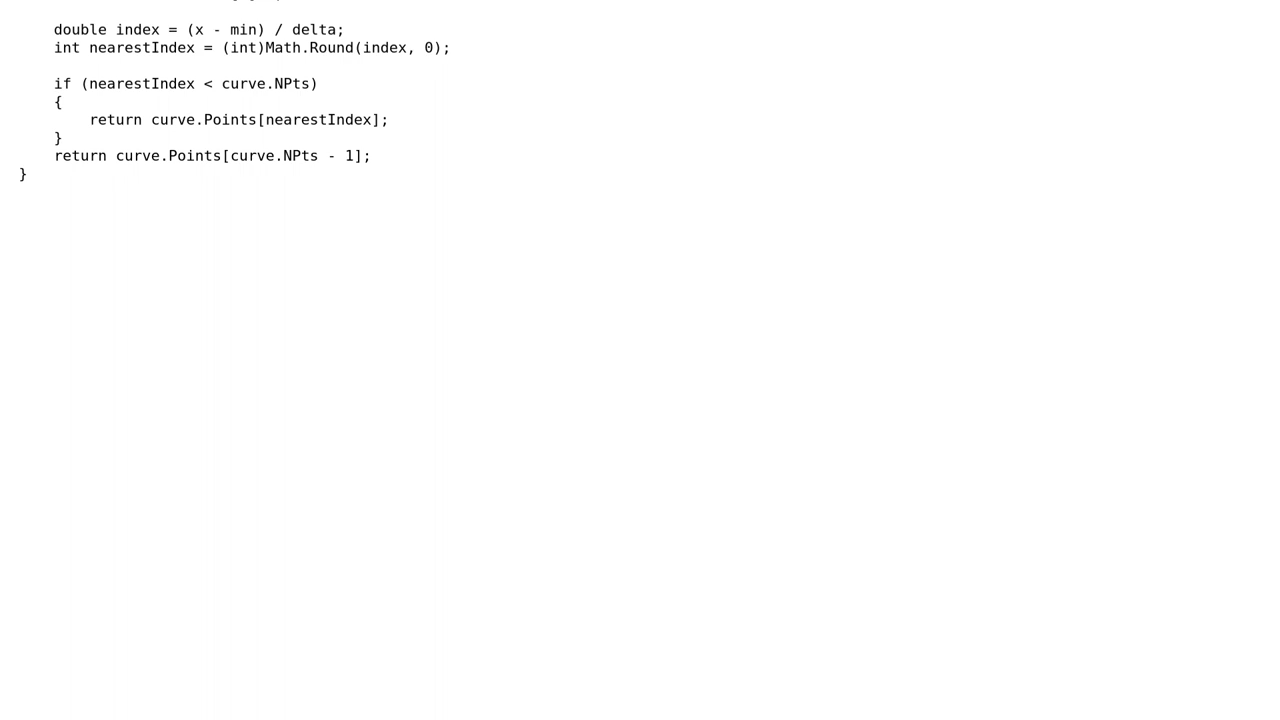 double index = (x - min) / delta;
int nearestIndex = (int)Math.Round(index, 0);

if (nearestIndex < curve.NPts)
{
    return curve.Points[nearestIndex];
}
return curve.Points[curve.NPts - 1];
}